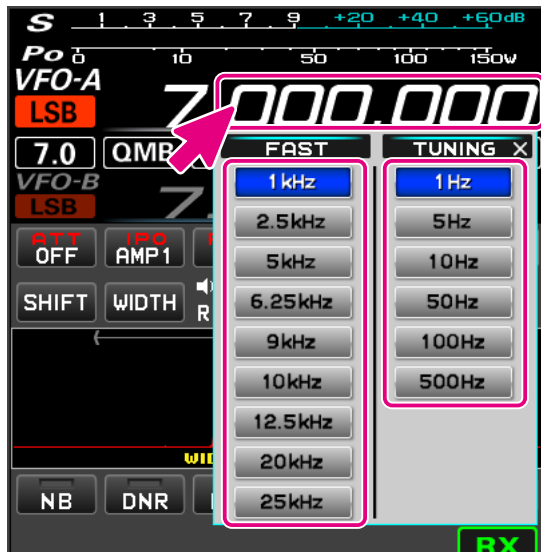 S 1 . 3 . 5 . 7 . 9 . +20 . +40 . +60dB
Po 0 10 50 100 150W
VFO-A
LSB 7.000.000
7.0 QMB FAST TUNING ×
VFO-B
LSB 7.
ATT OFF IPO AMP1
SHIFT WIDTH R
1kHz 1Hz
2.5kHz 5Hz
5kHz 10Hz
6.25kHz 50Hz
9kHz 100Hz
10kHz 500Hz
12.5kHz
20kHz
25kHz
NB DNR
RX